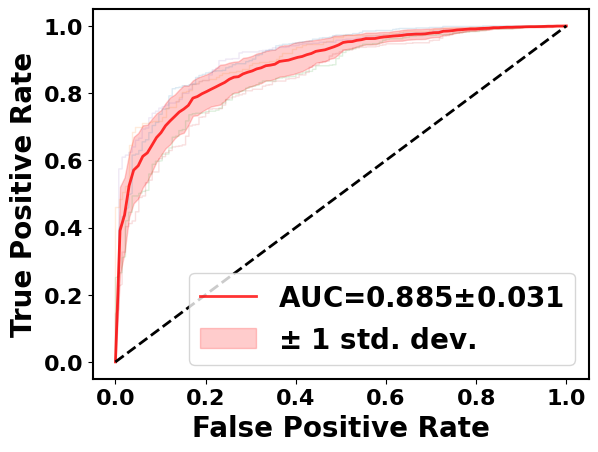 1.0
0.8
0.6
0.4
0.2
0.0
True Positive Rate
AUC=0.885±0.031
± 1 std. dev.
0.0 0.2 0.4 0.6 0.8 1.0
False Positive Rate